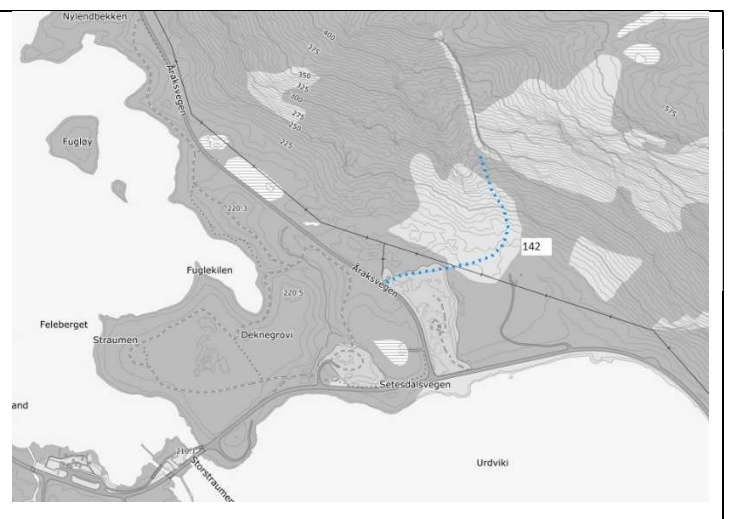 Nylendbekken
400
375
Åraksvegen
350
325
300
275
250
225
575
Fugløy
220.3
142
Fuglekilen
Åraksvegen
220.5
Feleberget
Straumen
Deknegrovi
Setesdalsvegen
and
Urdviki
Storstraumen